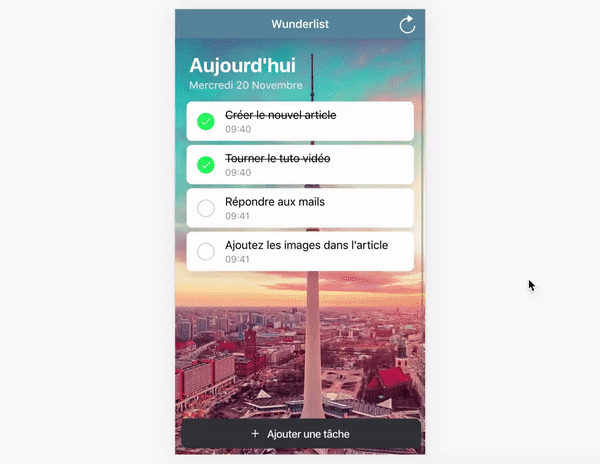 Wunderlist
Aujourd'hui
Mercredi 20 Novembre
Créer le nouvel article
09:40
Tourner le tuto vidéo
09:40
Répondre aux mails
09:41
Ajoutez les images dans l'article
09:41
+ Ajouter une tâche